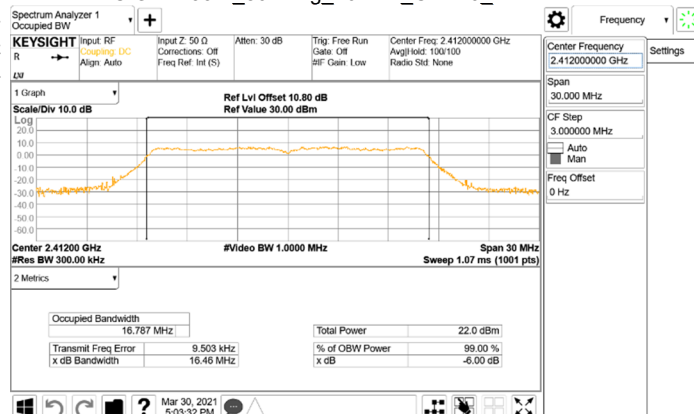 Spectrum Analyzer 1
Occupied BW
Frequency
KEYSIGHT
R
LXI
Input: RF
Coupling: DC
Align: Auto
Input Z: 50 Ω
Corrections: Off
Freq Ref: Int (S)
Atten: 30 dB
Trig: Free Run
Gate: Off
#IF Gain: Low
Center Freq: 2.412000000 GHz
Avg|Hold: 100/100
Radio Std: None
Center Frequency
2.412000000 GHz
Settings
Span
30.000 MHz
CF Step
3.000000 MHz
Auto
Man
Freq Offset
0 Hz
1 Graph
Scale/Div 10.0 dB
Ref Lvl Offset 10.80 dB
Ref Value 30.00 dBm
Log
20.0
10.0
0.00
-10.0
-20.0
-30.0
-40.0
-50.0
-60.0
Center 2.41200 GHz
#Video BW 1.0000 MHz
Span 30 MHz
#Res BW 300.00 kHz
Sweep 1.07 ms (1001 pts)
2 Metrics
Occupied Bandwidth
16.787 MHz
Total Power 22.0 dBm
Transmit Freq Error 9.503 kHz
% of OBW Power 99.00 %
x dB Bandwidth 16.46 MHz
x dB -6.00 dB
?
Mar 30, 2021
5:03:32 PM